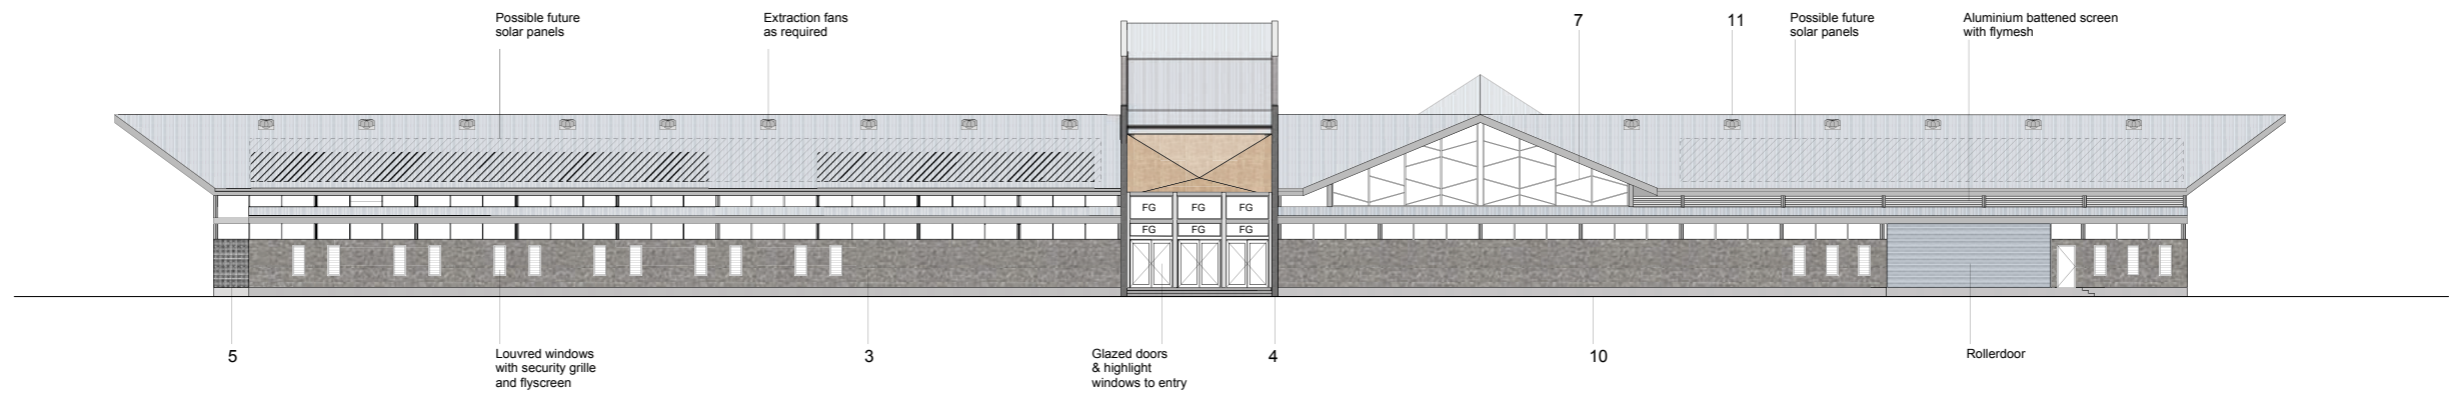 Possible future
solar panels
Extraction fans
as required
7
11
Possible future
solar panels
Aluminium battened screen
with flymesh
FG FG FG
FG FG FG
5
Louvred windows
with security grille
and flyscreen
3
Glazed doors
& highlight
windows to entry
4
10
Rollerdoor